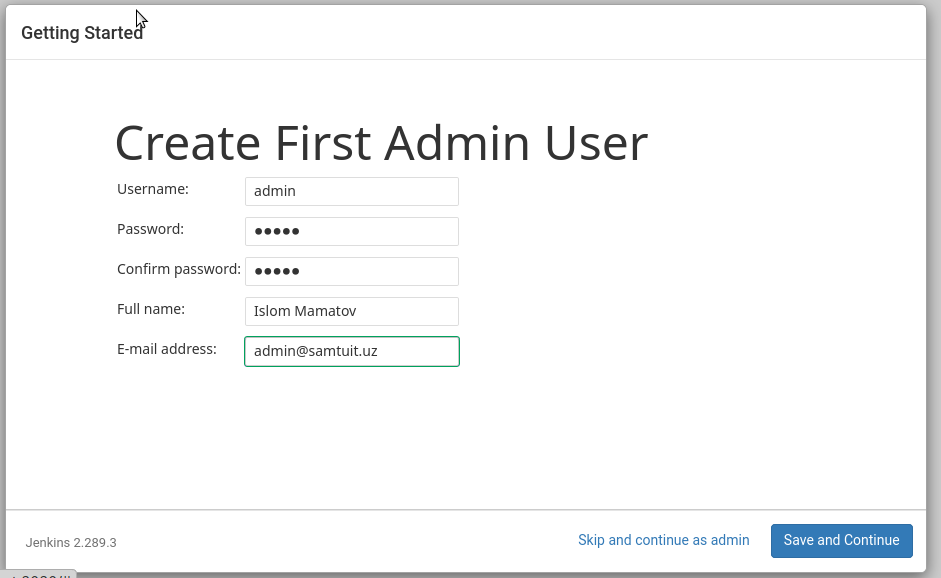 Getting Started
Create First Admin User
Username: admin
Password: •••••
Confirm password: •••••
Full name: Islom Mamatov
E-mail address: admin@samtuit.uz
Jenkins 2.289.3 Skip and continue as admin Save and Continue